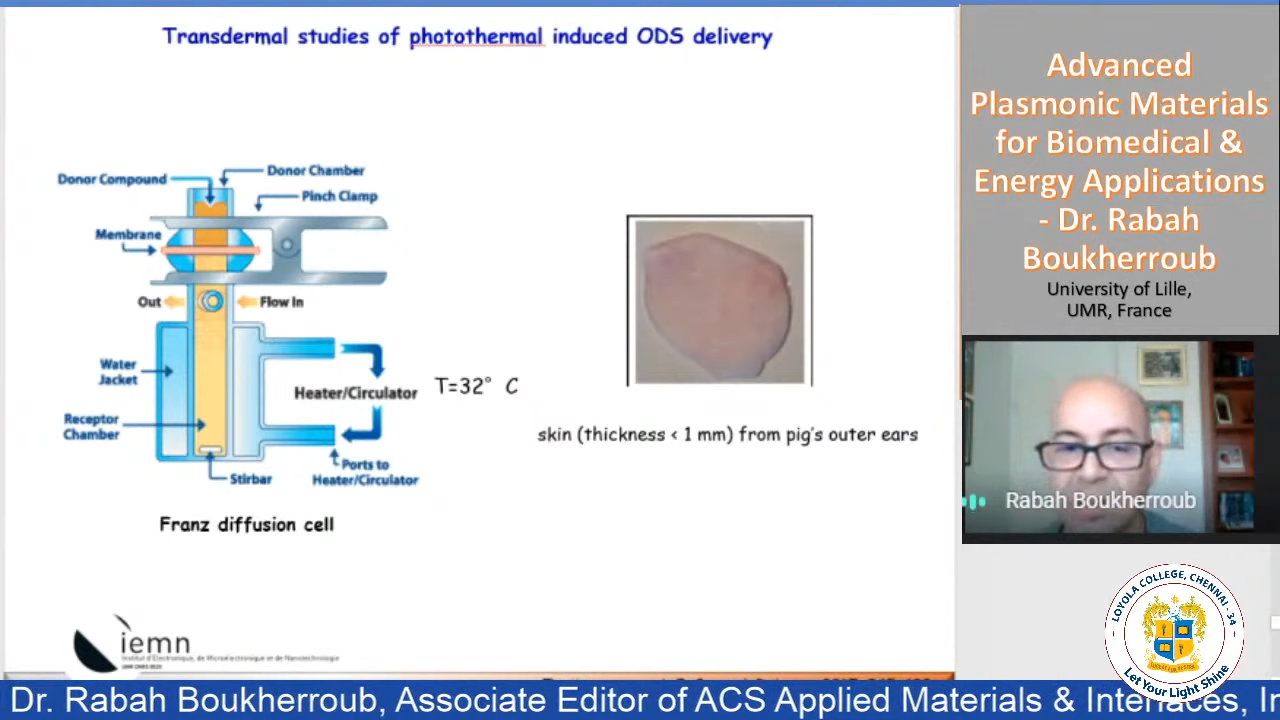 Transdermal studies of photothermal induced ODS delivery
Donor Chamber
Donor Compound
Pinch Clamp
Membrane
Out
Flow In
Water
Jacket
Heater/Circulator
T=32° C
Receptor
Chamber
Ports to
Heater/Circulator
Stirbar
Franz diffusion cell
skin (thickness < 1 mm) from pig's outer ears
iemn
Institut d'Electronique, de Microélectronique et de Nanotechnologie
Advanced
Plasmonic Materials
for Biomedical &
Energy Applications
- Dr. Rabah
Boukherroub
University of Lille,
UMR, France
Rabah Boukherroub
LOYOLA COLLEGE, CHENNAI - 34
Let Your Light Shine
Dr. Rabah Boukherroub, Associate Editor of ACS Applied Materials & Interfaces, In